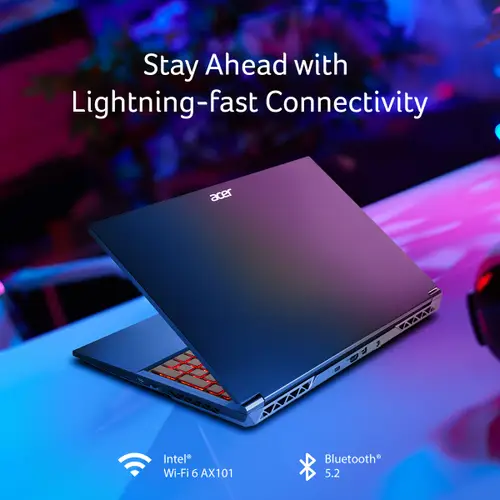 Stay Ahead with
Lightning-fast Connectivity
acer
Intel®
Wi-Fi 6 AX101
Bluetooth®
5.2